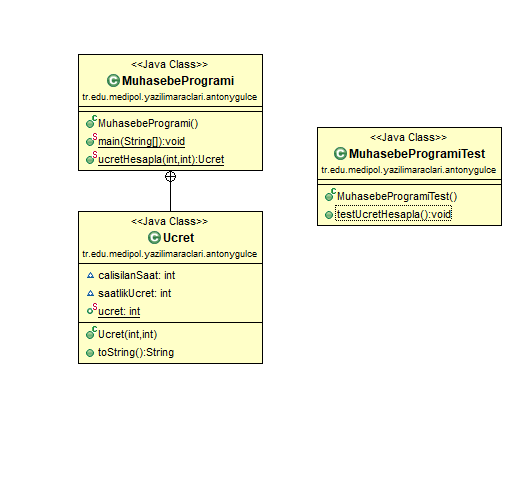 <<Java Class>>
MuhasebeProgrami
tr.edu.medipol.yazilimaraclari.antonygulce
MuhasebeProgrami()
main(String[]):void
ucretHesapla(int,int):Ucret
<<Java Class>>
Ucret
tr.edu.medipol.yazilimaraclari.antonygulce
calisilanSaat: int
saatlikUcret: int
ucret: int
Ucret(int,int)
toString():String
<<Java Class>>
MuhasebeProgramiTest
tr.edu.medipol.yazilimaraclari.antonygulce
MuhasebeProgramiTest()
testUcretHesapla():void